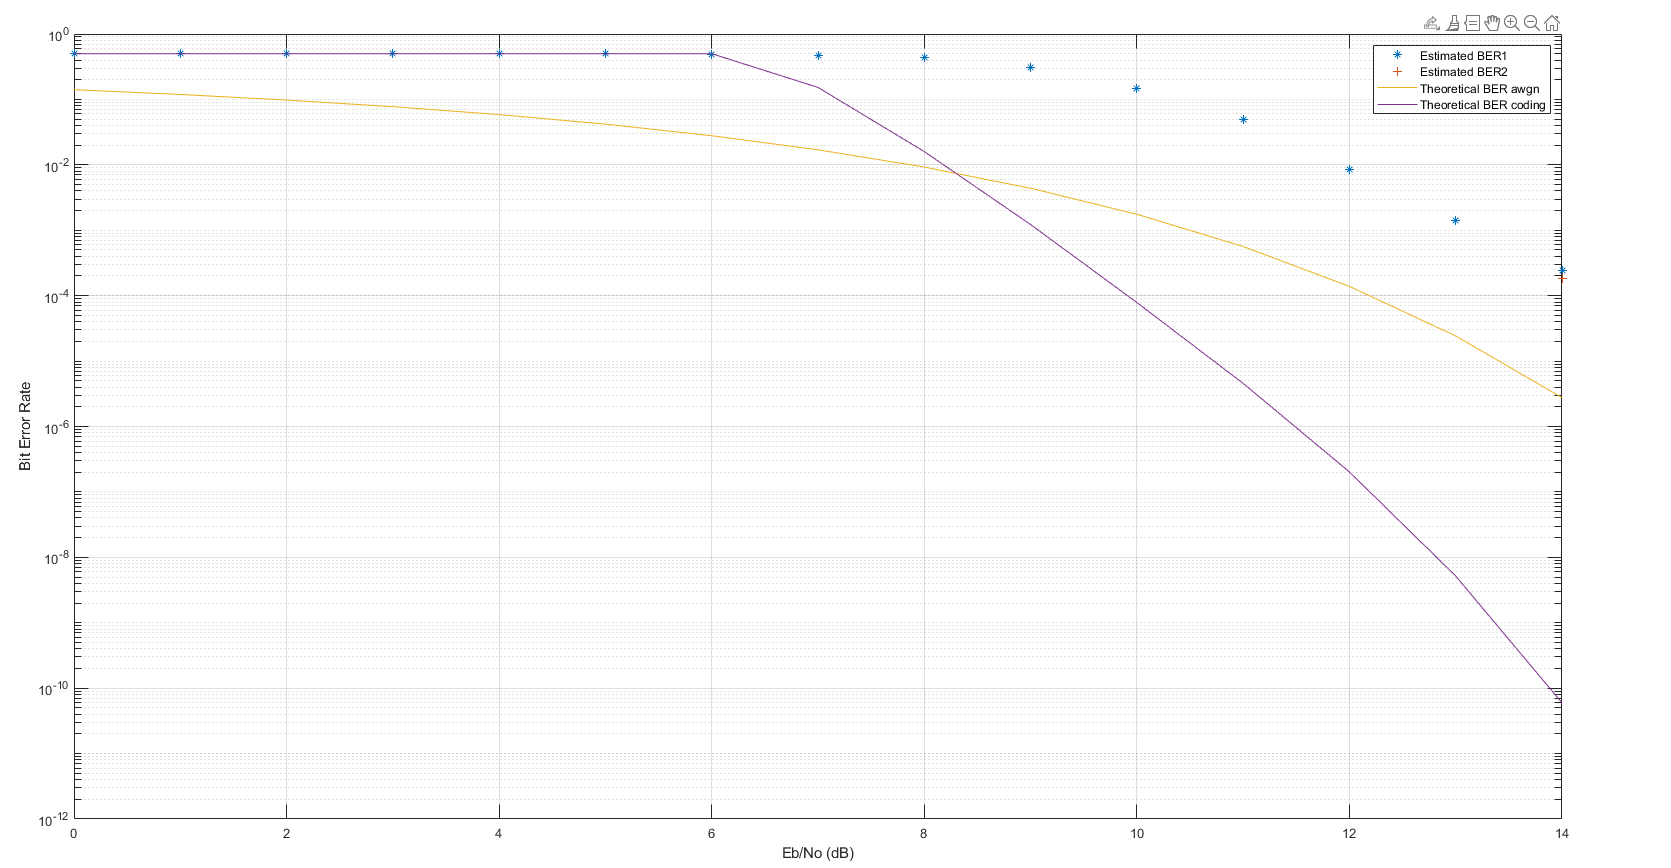 10^0
10^-2
10^-4
10^-6
10^-8
10^-10
10^-12
Bit Error Rate
Estimated BER1
Estimated BER2
Theoretical BER awgn
Theoretical BER coding
0 2 4 6 8 10 12 14
Eb/No (dB)